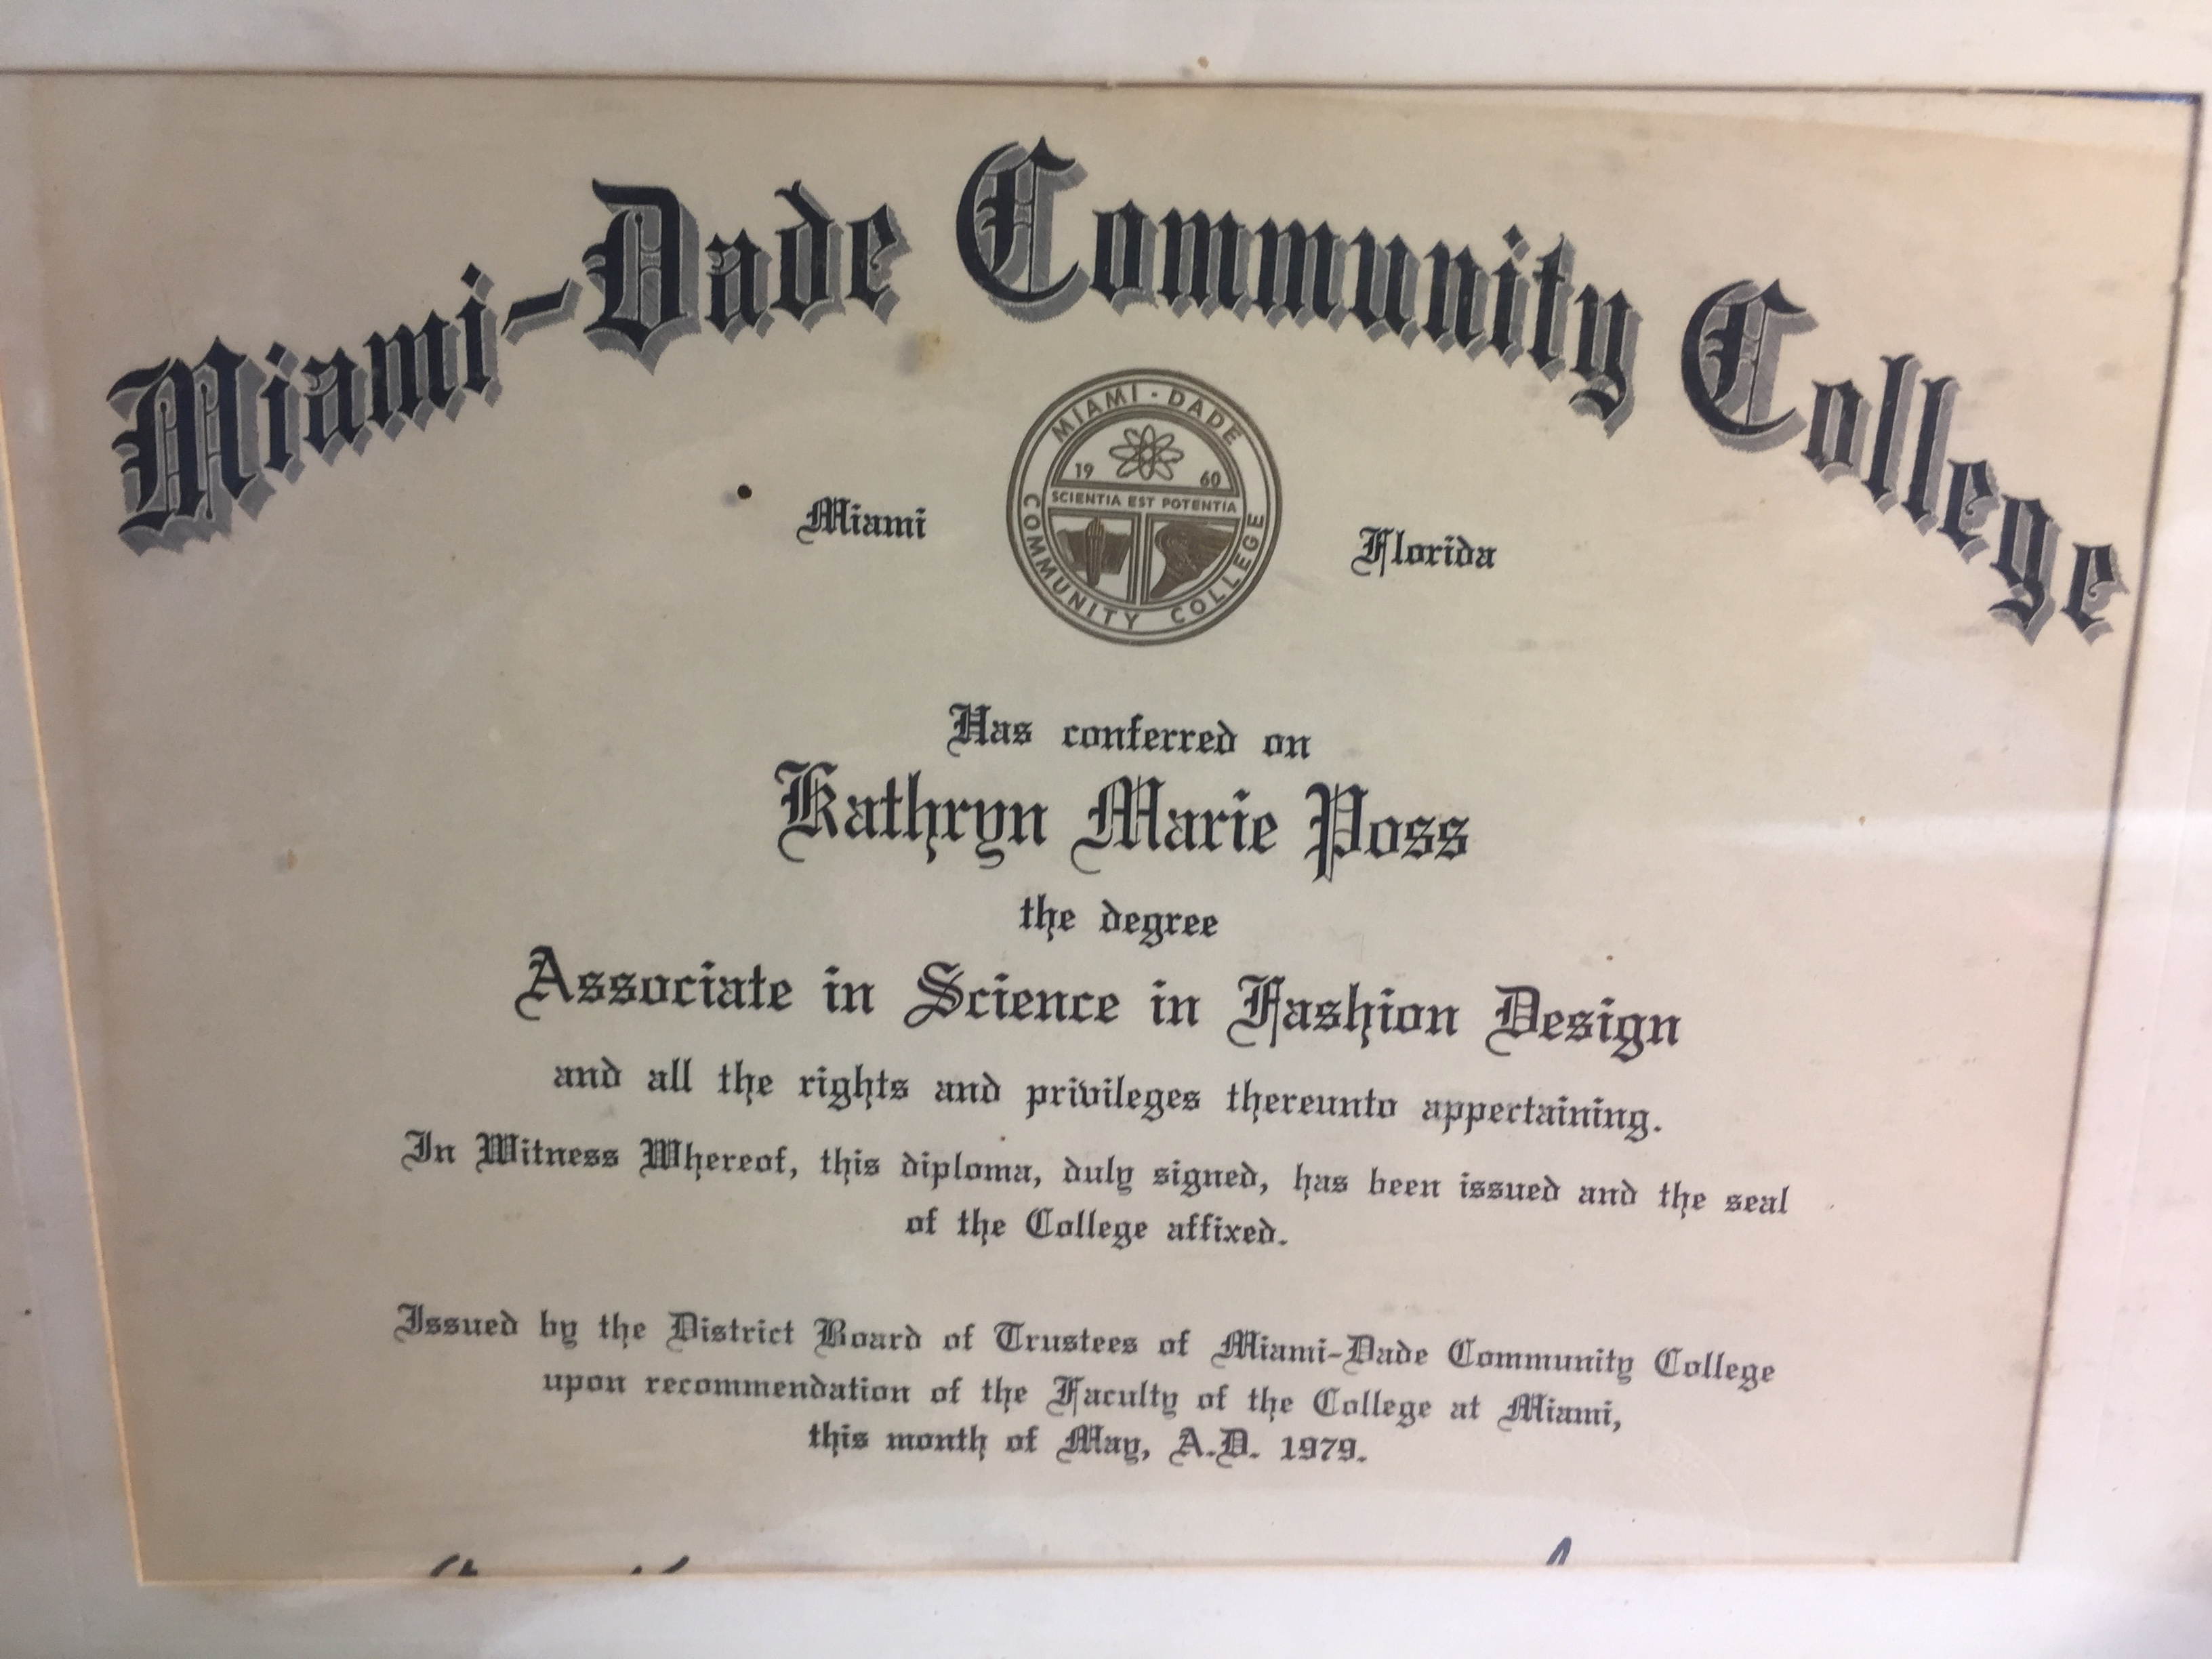 Miami-Dade Community College
MIAMI-DADE
19 60
SCIENTIA EST POTENTIA
COMMUNITY COLLEGE
Miami Florida
Has conferred on
Kathryn Marie Poss
the degree
Associate in Science in Fashion Design
and all the rights and privileges thereunto appertaining.
In Witness Whereof, this diploma, duly signed, has been issued and the seal
of the College affixed.
Issued by the District Board of Trustees of Miami-Dade Community College
upon recommendation of the Faculty of the College at Miami,
this month of May, A.D. 1979.